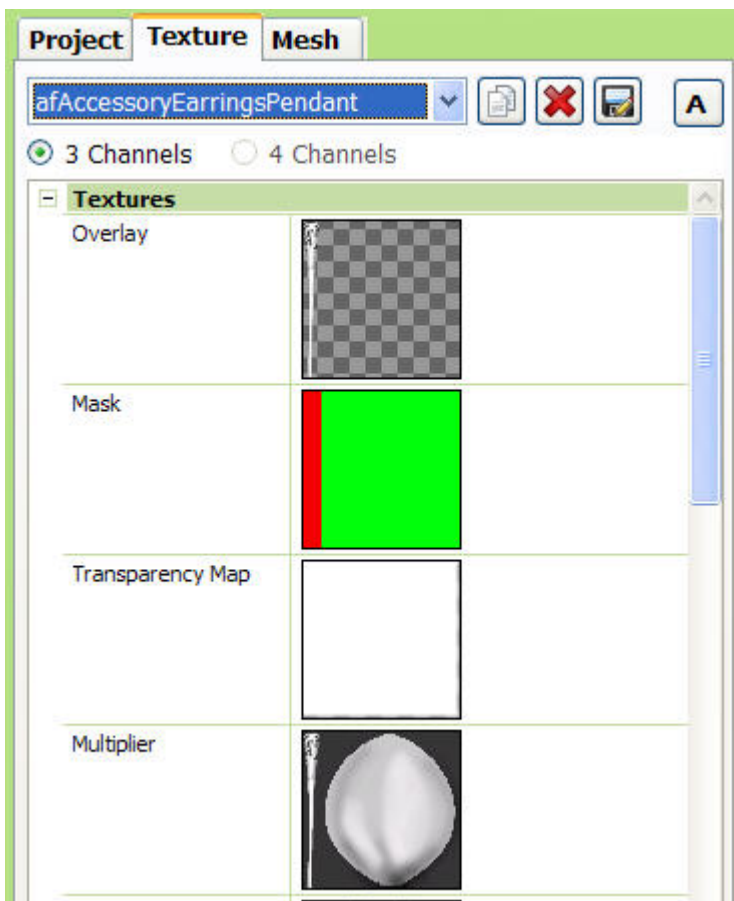 Project Texture Mesh
afAccessoryEarringsPendant A
3 Channels 4 Channels
Textures
Overlay
Mask
Transparency Map
Multiplier